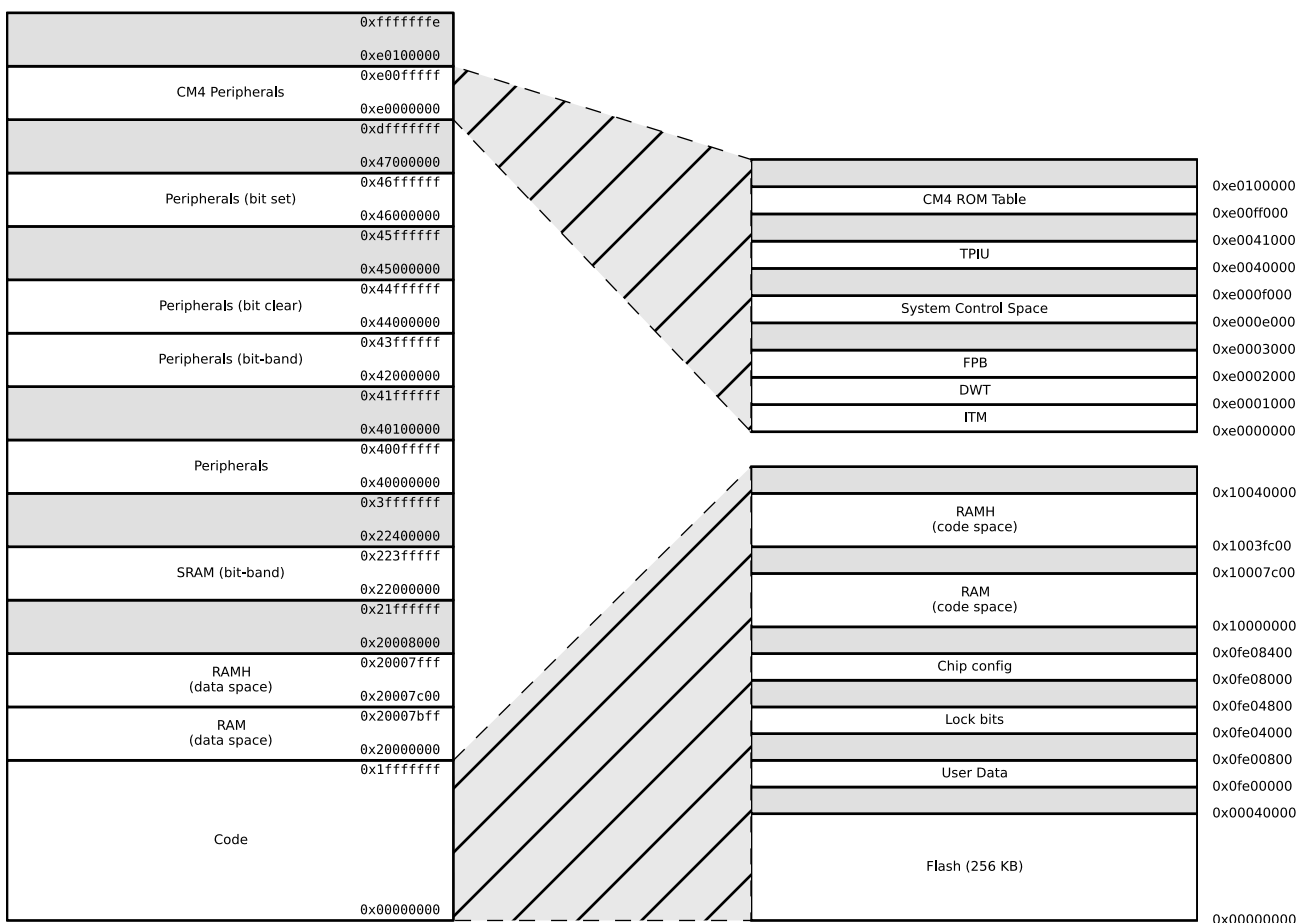 0xfffffffe
0xe0100000
0xe00fffff
CM4 Peripherals
0xe0000000
0xdfffffff
0x47000000
0x46ffffff
Peripherals (bit set)
0x46000000
0x45ffffff
0x45000000
0x44ffffff
Peripherals (bit clear)
0x44000000
0x43ffffff
Peripherals (bit-band)
0x42000000
0x41ffffff
0x40100000
0x400fffff
Peripherals
0x40000000
0x3fffffff
0x22400000
0x223fffff
SRAM (bit-band)
0x22000000
0x21ffffff
0x20008000
0x20007fff
RAMH
(data space)
0x20007c00
0x20007bff
RAM
(data space)
0x20000000
0x1fffffff
Code
0x00000000
0xe0100000
CM4 ROM Table
0xe00ff000
0xe0041000
TPIU
0xe0040000
0xe000f000
System Control Space
0xe000e000
0xe0003000
FPB
0xe0002000
DWT
0xe0001000
ITM
0xe0000000
0x10040000
RAMH
(code space)
0x1003fc00
0x10007c00
RAM
(code space)
0x10000000
0x0fe08400
Chip config
0x0fe08000
0x0fe04800
Lock bits
0x0fe04000
0x0fe00800
User Data
0x0fe00000
0x00040000
Flash (256 KB)
0x00000000